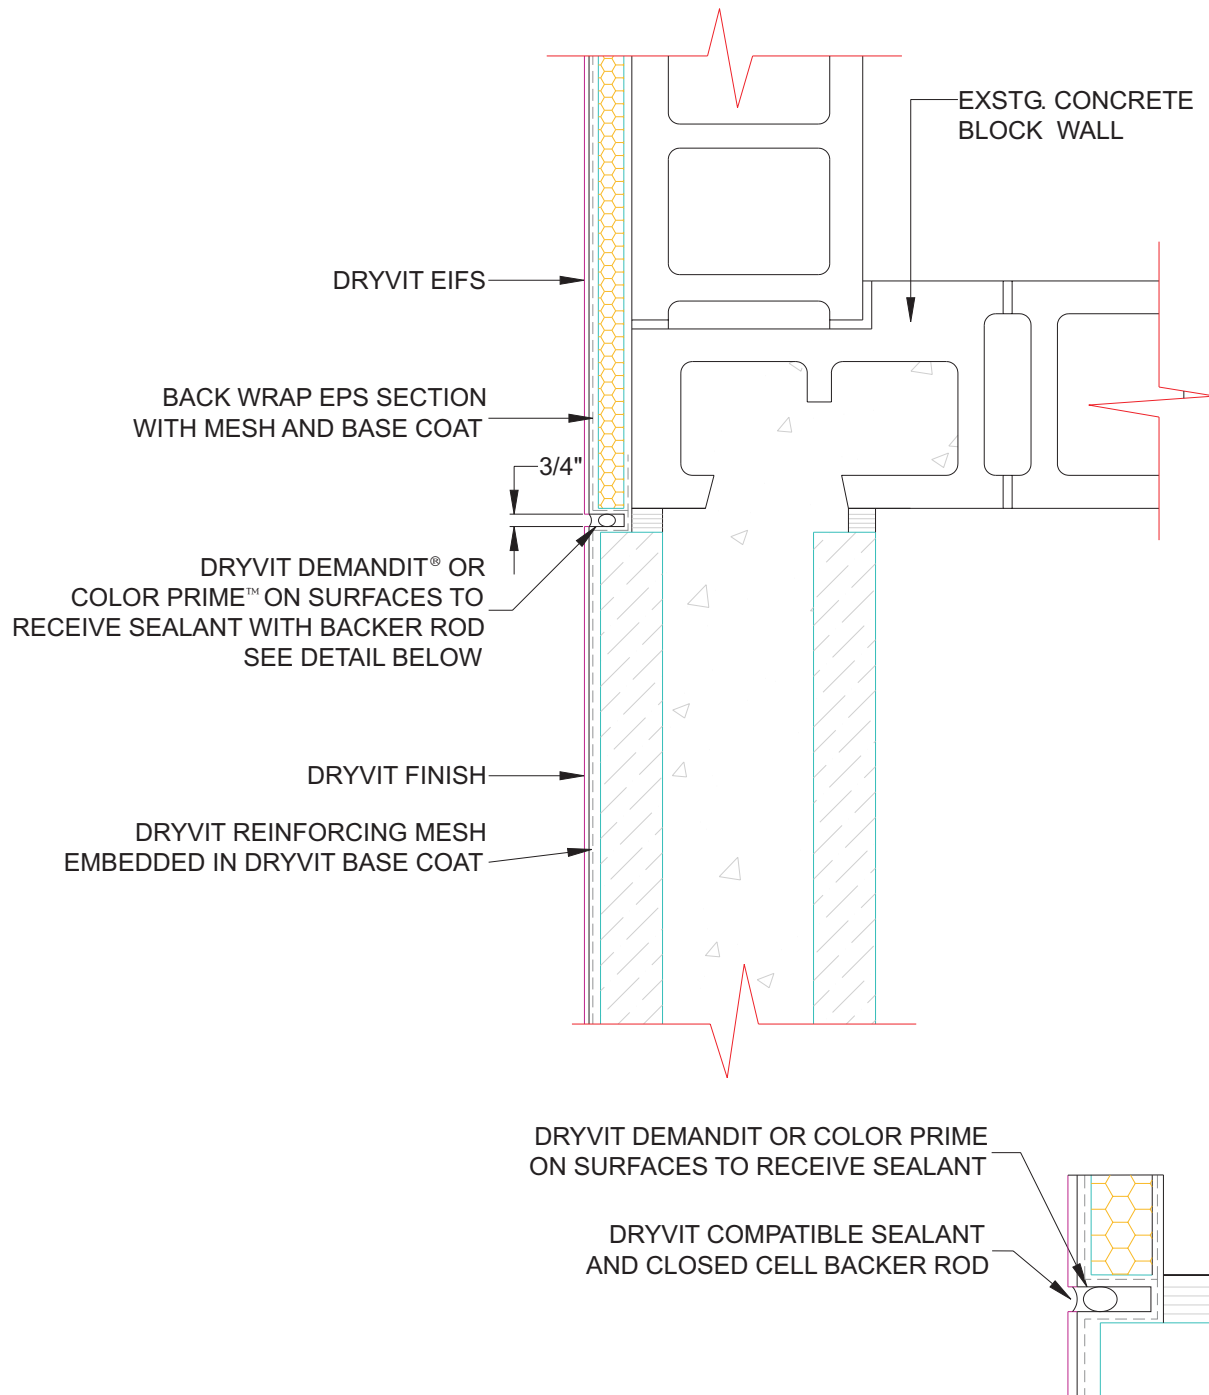 EXSTG. CONCRETE
BLOCK WALL
DRYVIT EIFS
BACK WRAP EPS SECTION
WITH MESH AND BASE COAT
3/4"
DRYVIT DEMANDIT® OR
COLOR PRIME™ ON SURFACES TO
RECEIVE SEALANT WITH BACKER ROD
SEE DETAIL BELOW
DRYVIT FINISH
DRYVIT REINFORCING MESH
EMBEDDED IN DRYVIT BASE COAT
DRYVIT DEMANDIT OR COLOR PRIME
ON SURFACES TO RECEIVE SEALANT
DRYVIT COMPATIBLE SEALANT
AND CLOSED CELL BACKER ROD